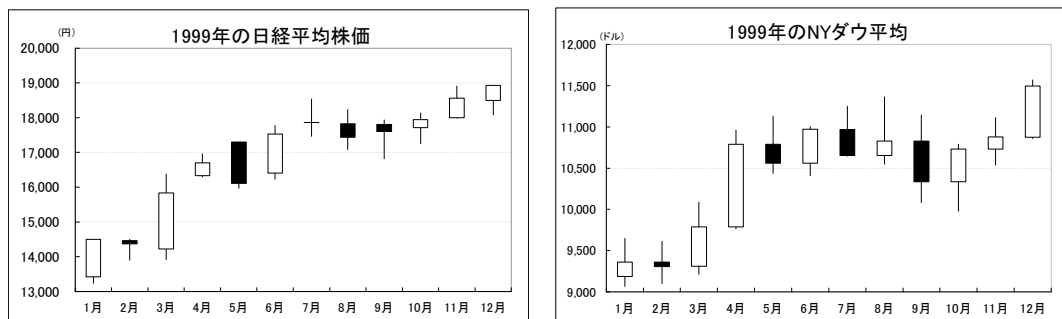 1999年の日経平均株価
(円)
20,000
19,000
18,000
17,000
16,000
15,000
14,000
13,000
1月 2月 3月 4月 5月 6月 7月 8月 9月 10月 11月 12月
1999年のNYダウ平均
(ドル)
12,000
11,500
11,000
10,500
10,000
9,500
9,000
1月 2月 3月 4月 5月 6月 7月 8月 9月 10月 11月 12月